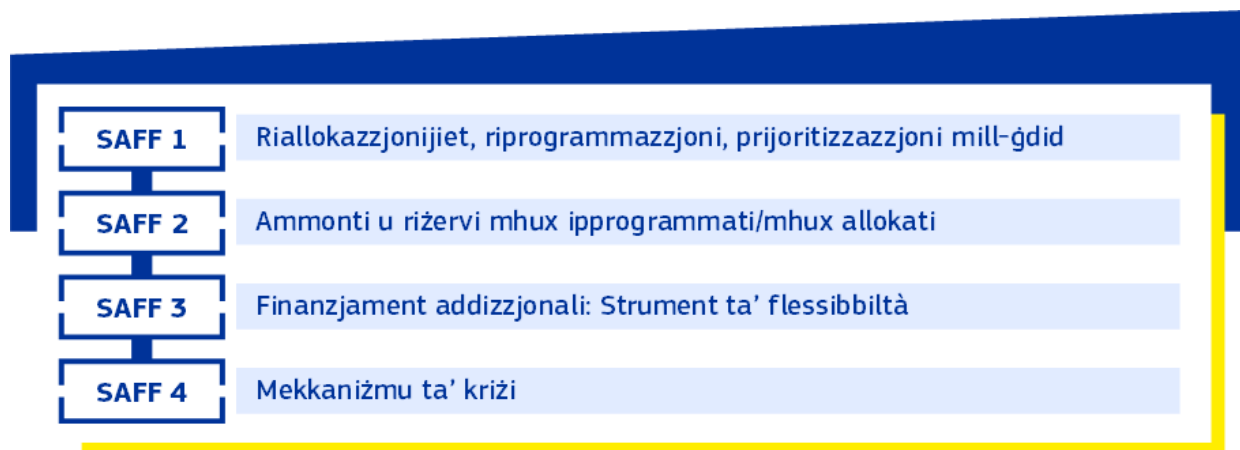 SAFF 1
Riallokazzjonijiet, riprogrammazzjoni, prijoritizzazzjoni mill-ġdid
SAFF 2
Ammonti u riżervi mhux ipprogrammati/mhux allokati
SAFF 3
Finanzjament addizzjonali: Strument ta’ flessibbiltà
SAFF 4
Mekkaniżmu ta’ kriżi